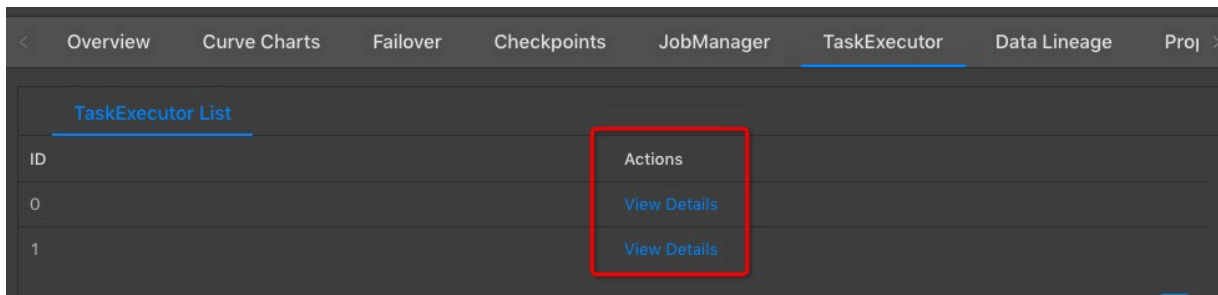 Overview Curve Charts Failover Checkpoints JobManager TaskExecutor Data Lineage
TaskExecutor List
ID Actions
0 View Details
1 View Details